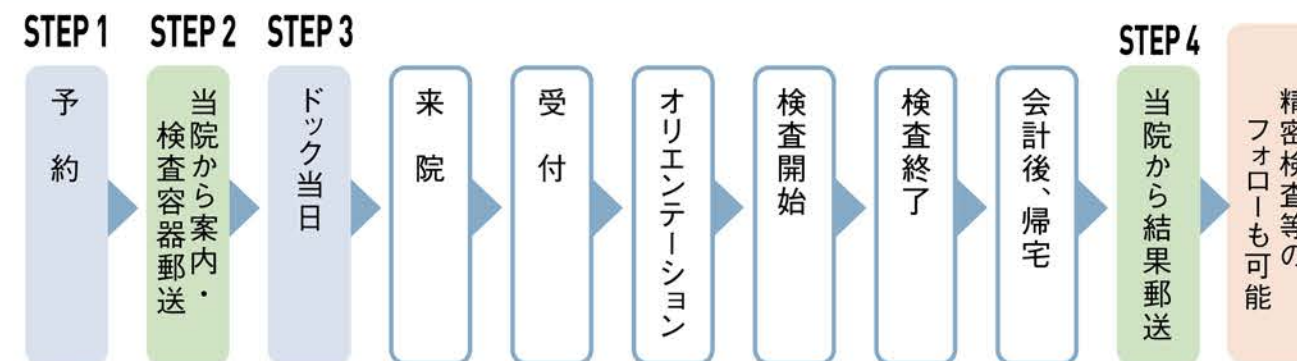 STEP 1
予約
STEP 2
当院から案内・
検査容器郵送
STEP 3
ドック当日
来院
受付
オリエンテーション
検査開始
検査終了
会計後、帰宅
STEP 4
当院から結果郵送
精密検査等の
フォローも可能